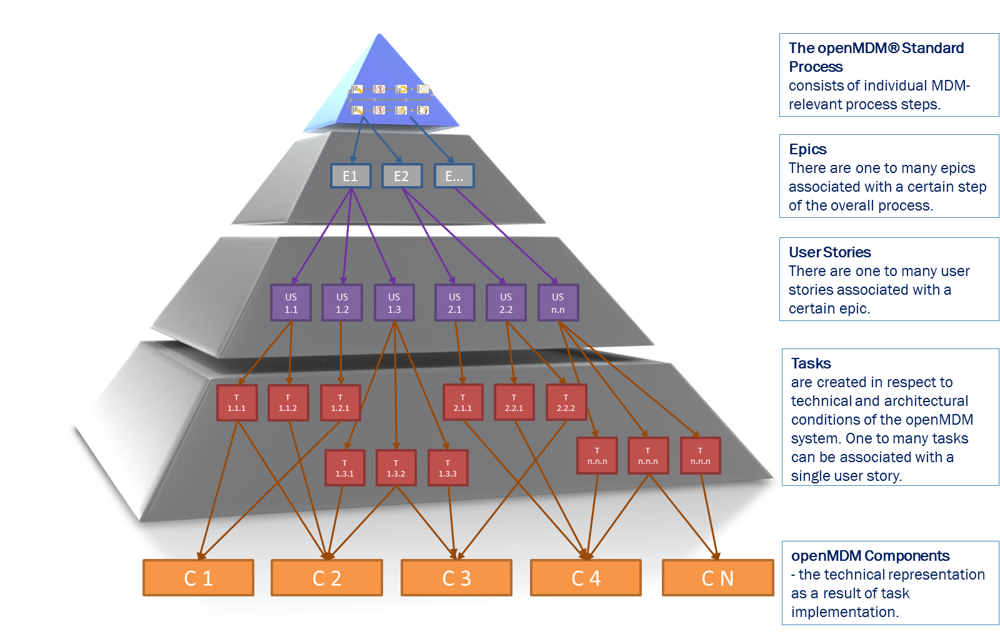 The openMDM® Standard
Process
consists of individual MDM-
relevant process steps.
Epics
There are one to many epics
associated with a certain step
of the overall process.
E1
E2
E...
User Stories
There are one to many user
stories associated with a
certain epic.
US
1.1
US
1.2
US
1.3
US
2.1
US
2.2
US
n.n
Tasks
are created in respect to
technical and architectural
conditions of the openMDM
system. One to many tasks
can be associated with a
single user story.
T
1.1.1
T
1.1.2
T
1.2.1
T
2.1.1
T
2.2.1
T
2.2.2
T
1.3.1
T
1.3.2
T
1.3.3
T
n.n.n
T
n.n.n
T
n.n.n
openMDM Components
- the technical representation
as a result of task
implementation.
C 1
C 2
C 3
C 4
C N